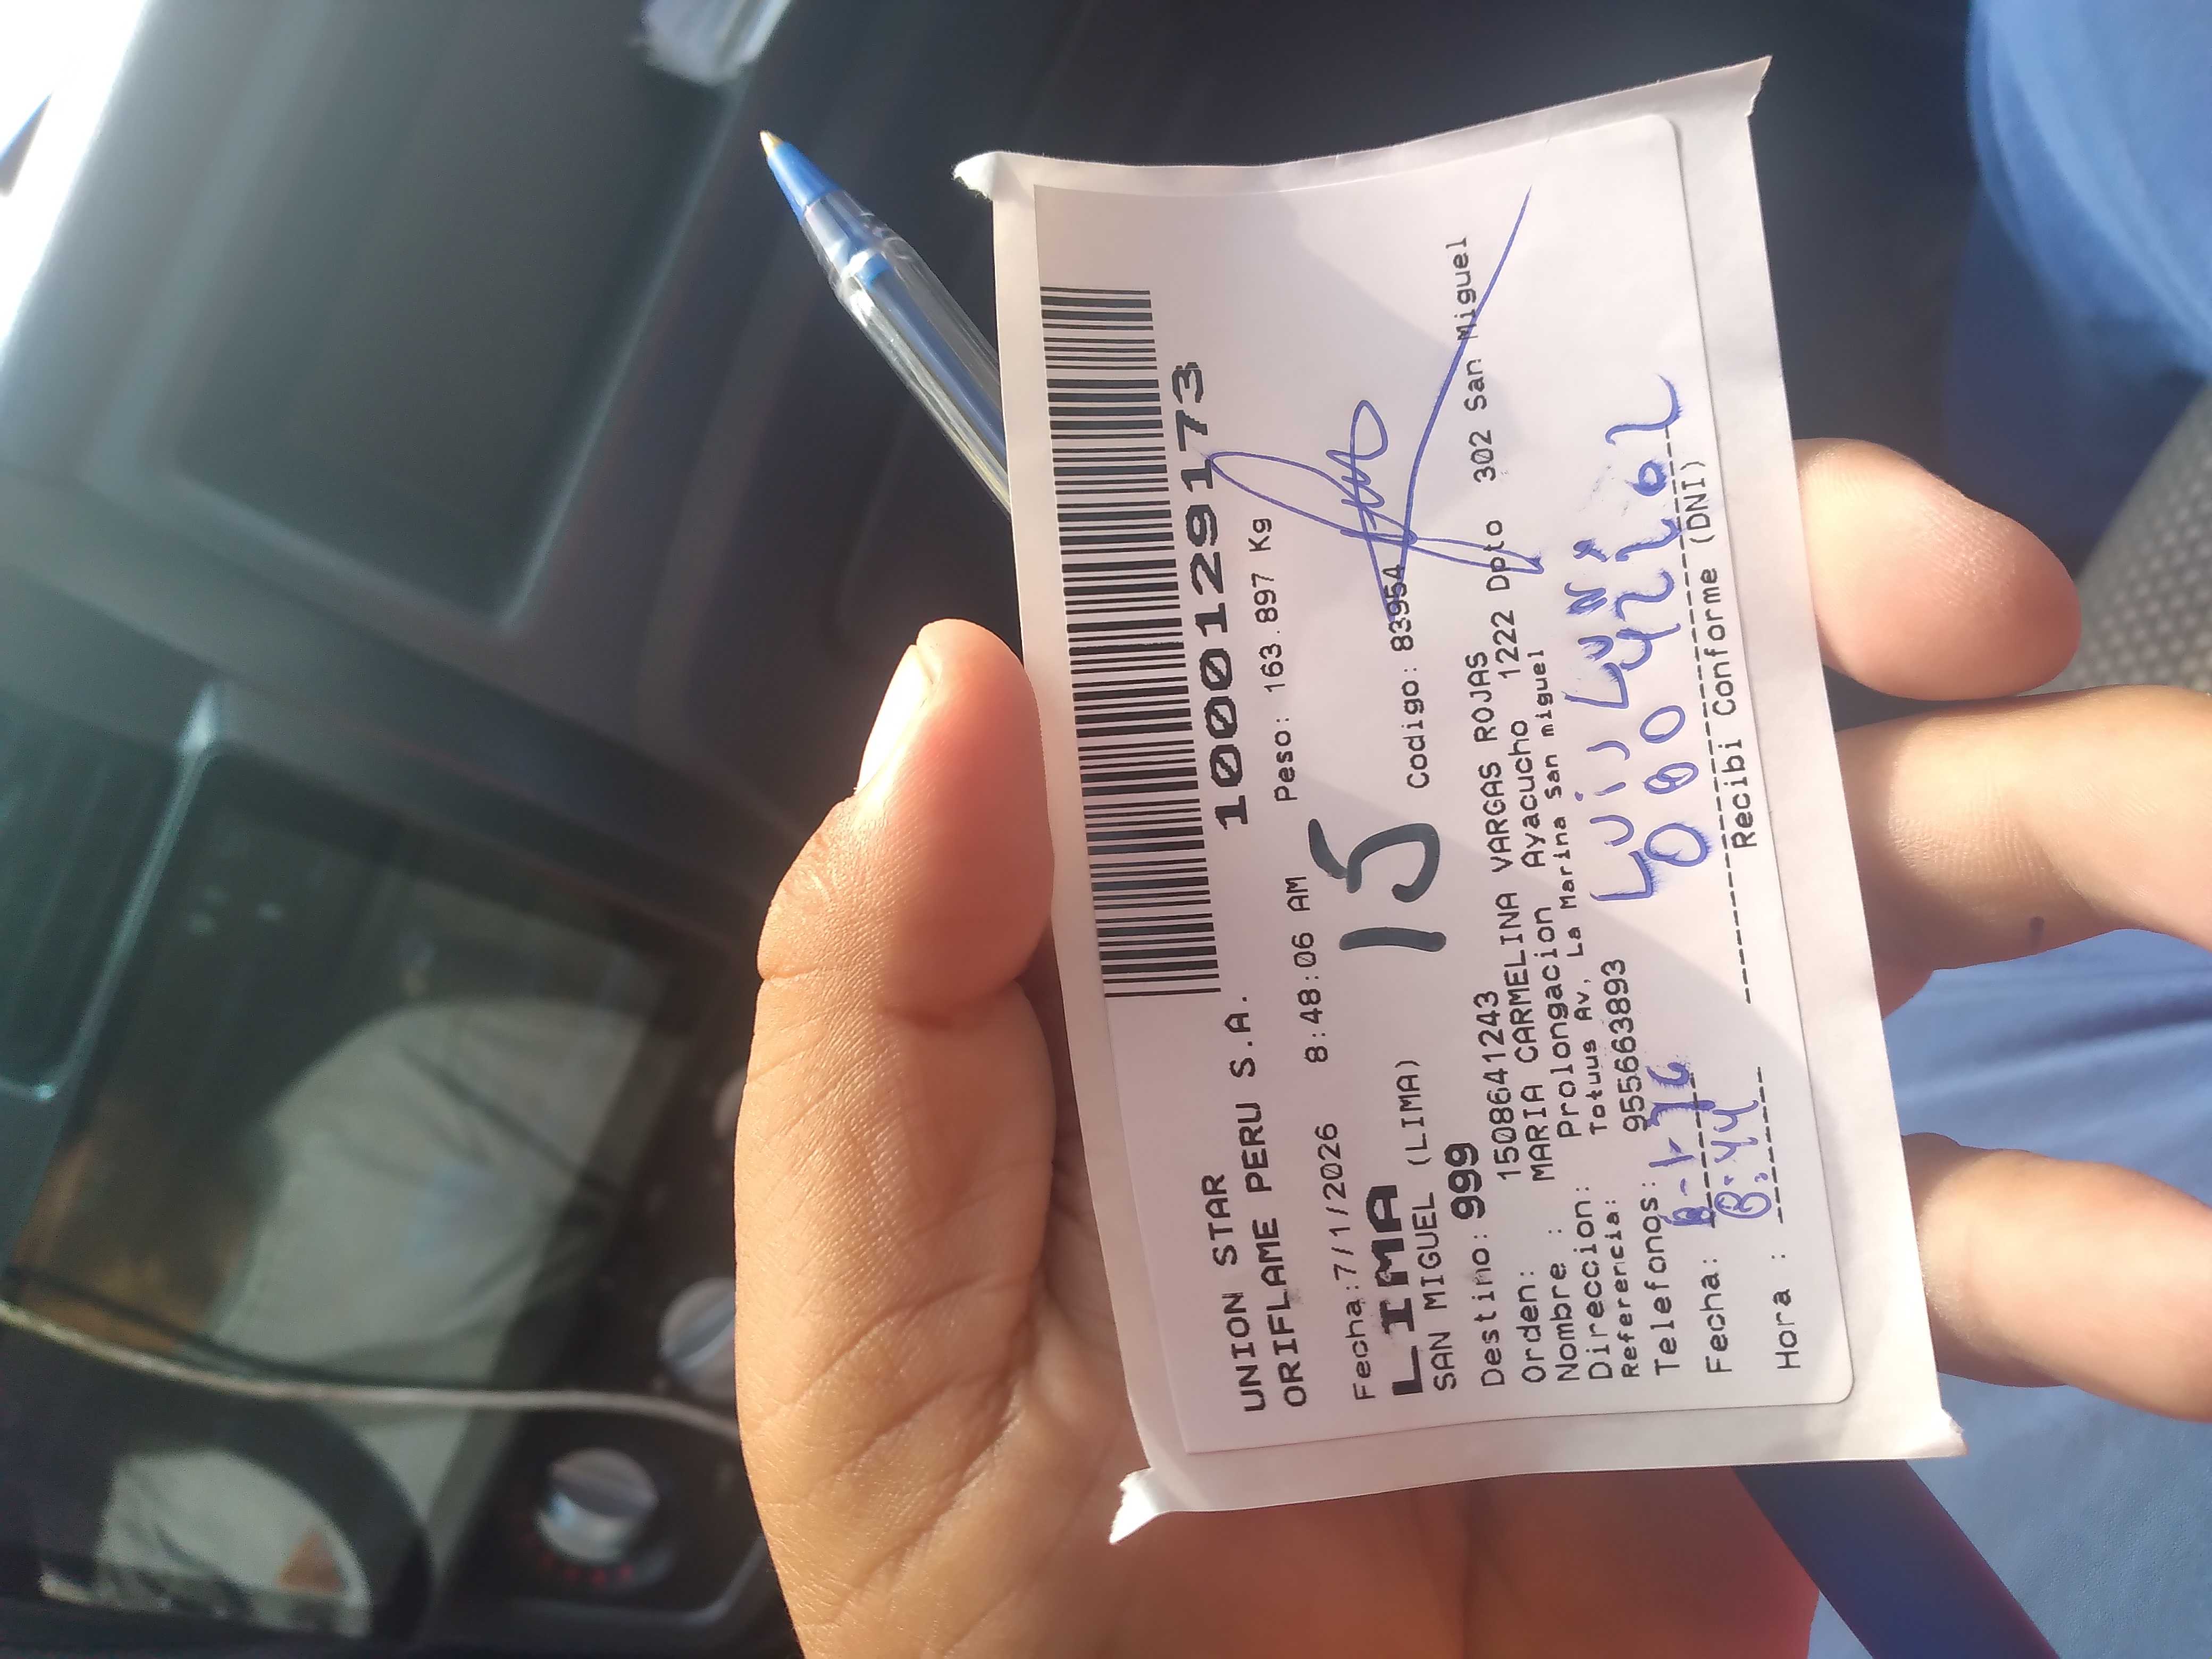 100012917­3
UNION STAR
ORIFLAME PERU S.A.
Fecha:7/1/2026 8:48:06 AM Peso: 163.897 Kg
LIMA
15
SAN MIGUEL (LIMA)
Destino: 999 Codigo: 83954
Orden: 1508641243
Nombre : MARIA CARMELINA VARGAS ROJAS
Direccion: Prolongacion Ayacucho 1222 Dpto 302 San Miguel
Referencia: Totuus Av, La Marina san miguel
Telefonos: 955663893
Luis
Fecha: 8-1-26
Hora : 8:44
Recibi Conforme (DNI)